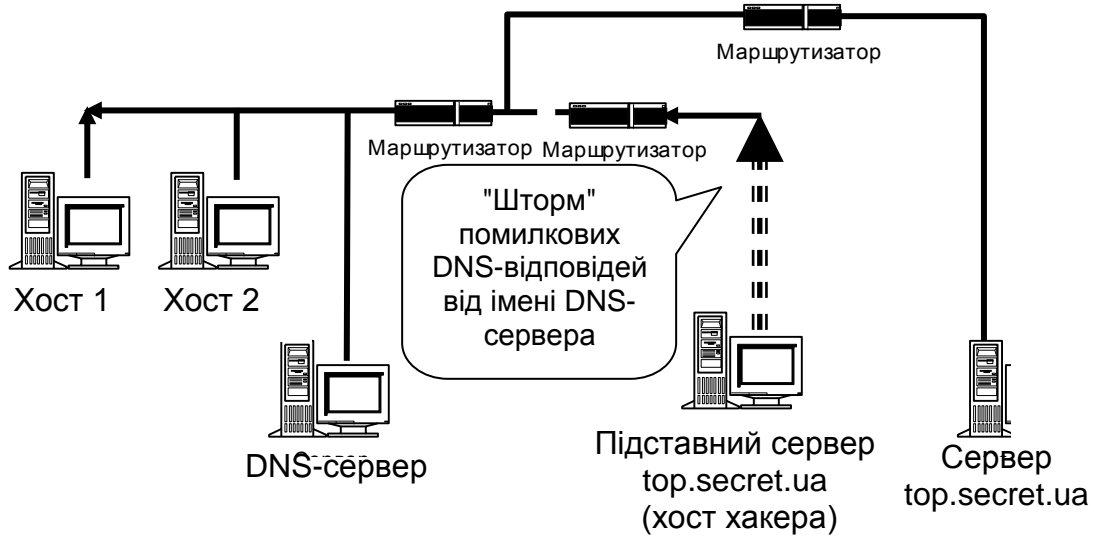 Маршрутизатор
Маршрутизатор
Маршрутизатор
"Шторм"
помилкових
DNS-відповідей
від імені DNS-
сервера
Хост 1
Хост 2
DNS-сервер
Підставний сервер
top.secret.ua
(хост хакера)
Сервер
top.secret.ua